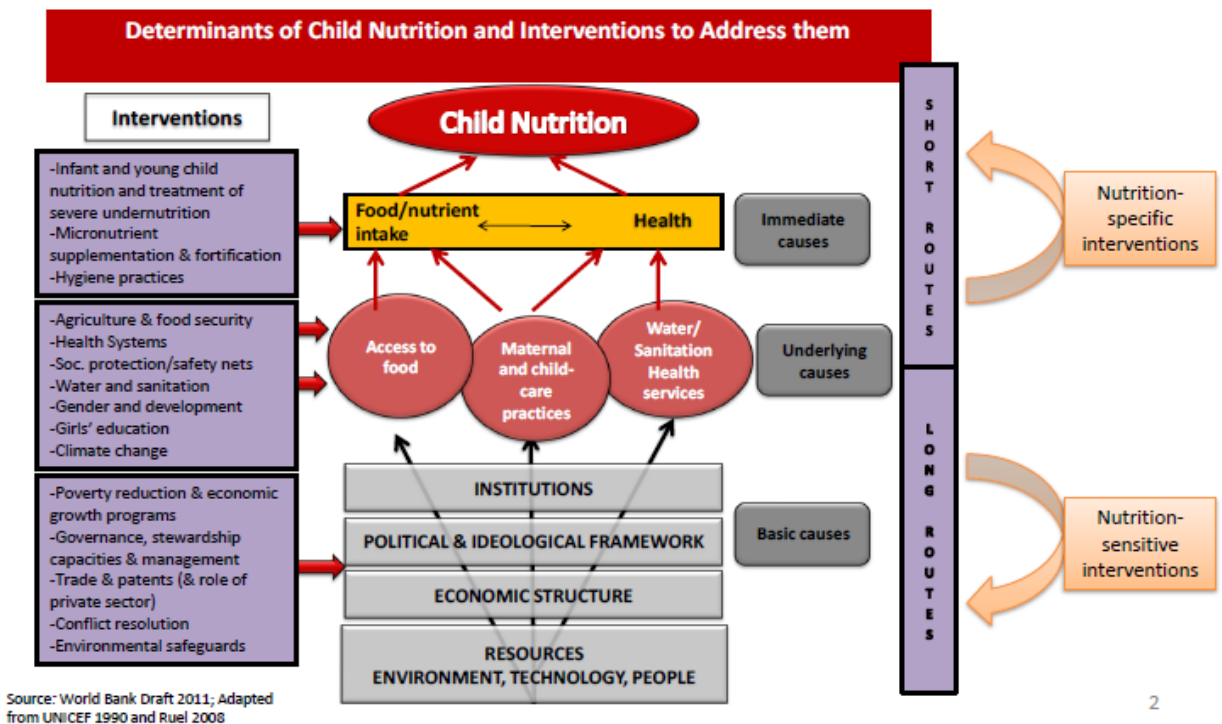 Determinants of Child Nutrition and Interventions to Address them
Interventions
-Infant and young child
nutrition and treatment of
severe undernutrition
-Micronutrient
supplementation & fortification
-Hygiene practices
-Agriculture & food security
-Health Systems
-Soc. protection/safety nets
-Water and sanitation
-Gender and development
-Girls' education
-Climate change
-Poverty reduction & economic
growth programs
-Governance, stewardship
capacities & management
-Trade & patents (& role of
private sector)
-Conflict resolution
-Environmental safeguards
Child Nutrition
Food/nutrient
intake
Health
Immediate
causes
Access to
food
Maternal
and child-
care
practices
Water/
Sanitation
Health
services
Underlying
causes
INSTITUTIONS
POLITICAL & IDEOLOGICAL FRAMEWORK
ECONOMIC STRUCTURE
RESOURCES
ENVIRONMENT, TECHNOLOGY, PEOPLE
Basic causes
SHORT ROUTES
LONG ROUTES
Nutrition-
specific
interventions
Nutrition-
sensitive
interventions
Source: World Bank Draft 2011; Adapted
from UNICEF 1990 and Ruel 2008
2